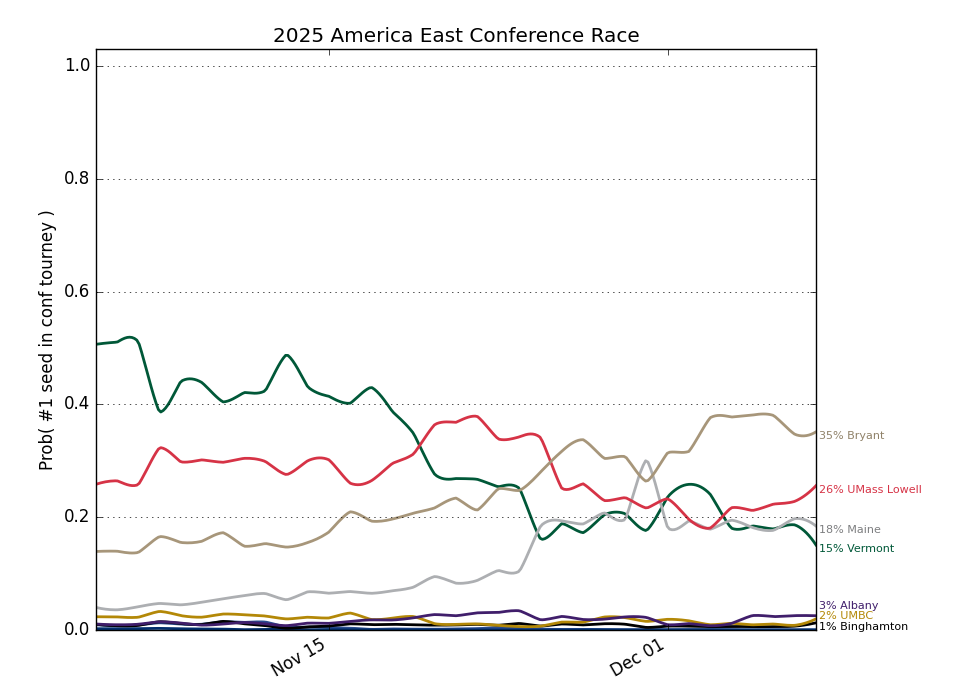 2025 America East Conference Race
Prob( #1 seed in conf tourney )
1.0
0.8
0.6
0.4
0.2
0.0
Nov 15
Dec 01
35% Bryant
26% UMass Lowell
18% Maine
15% Vermont
3% Albany
2% UMBC
1% Binghamton